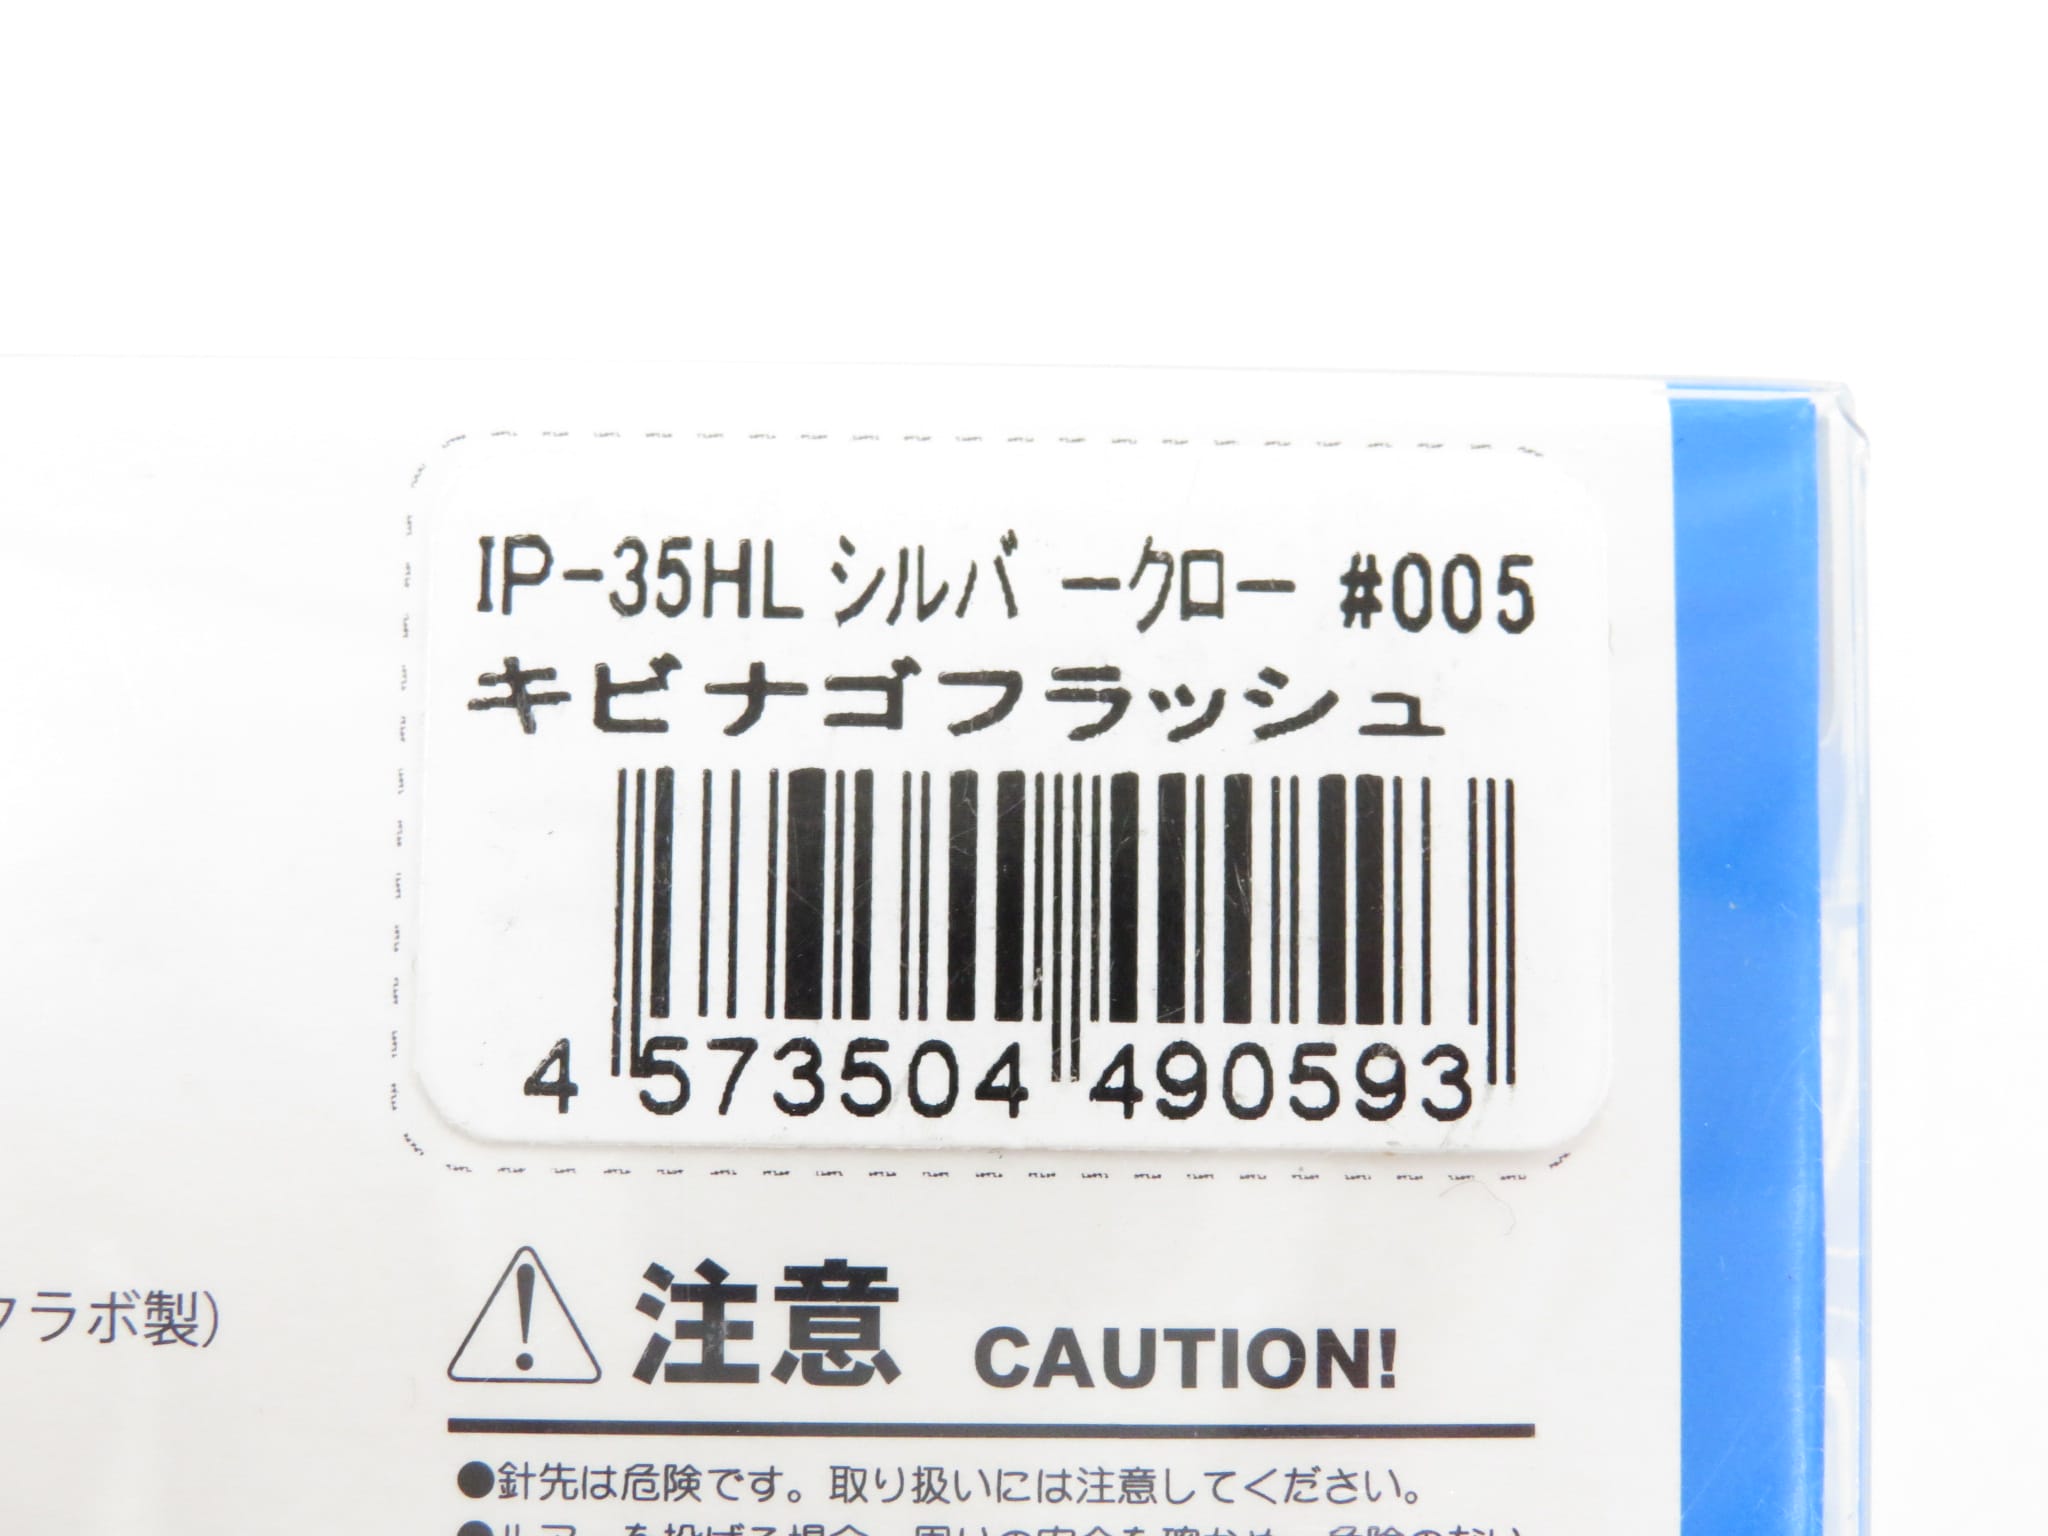 IP-35HL シルバークロー #005
キビナゴフラッシュ
4 573504 490593
ラボ製)
注意 CAUTION!
●針先は危険です。取り扱いには注意してください。